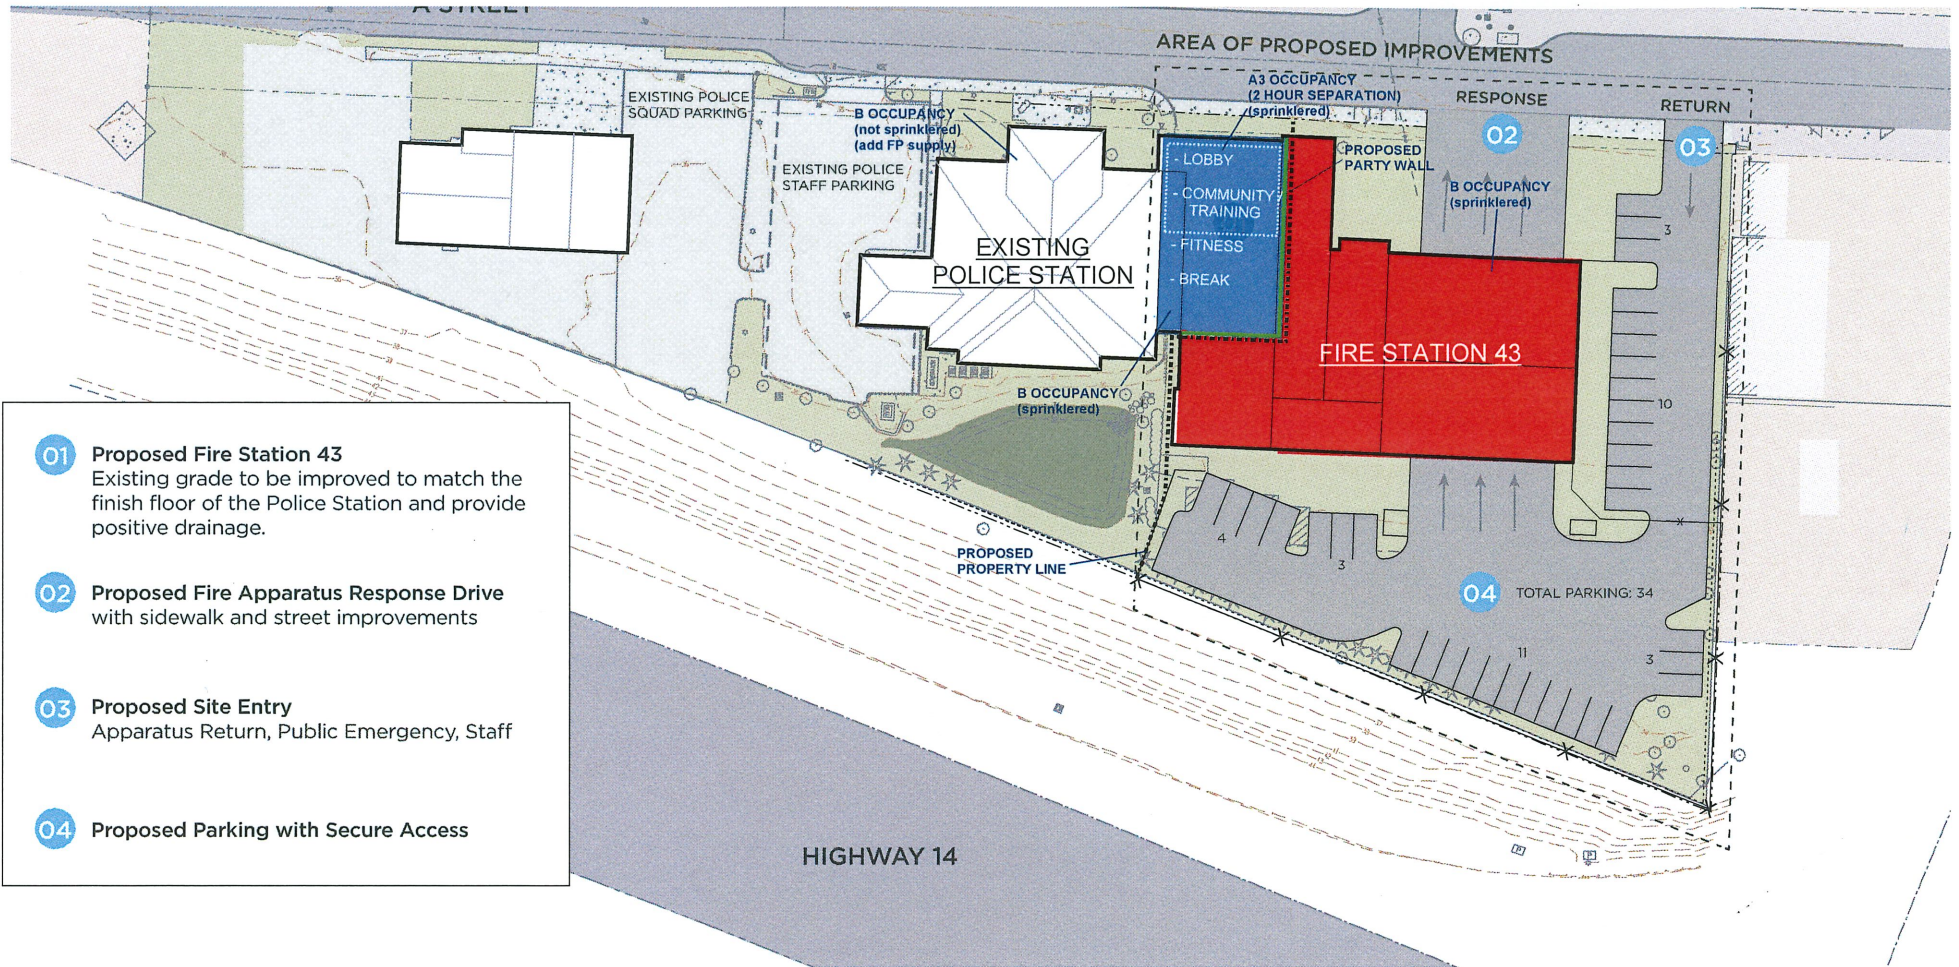 A STREET
AREA OF PROPOSED IMPROVEMENTS
EXISTING POLICE
SQUAD PARKING
B OCCUPANCY
(not sprinklered)
(add FP supply)
EXISTING POLICE
STAFF PARKING
A3 OCCUPANCY
(2 HOUR SEPARATION)
(sprinklered)
RESPONSE
02
RETURN
03
PROPOSED
PARTY WALL
B OCCUPANCY
(sprinklered)
- LOBBY
- COMMUNITY/
TRAINING
- FITNESS
- BREAK
EXISTING
POLICE STATION
3
FIRE STATION 43
B OCCUPANCY
(sprinklered)
10
PROPOSED
PROPERTY LINE
4
3
04
TOTAL PARKING: 34
11
3
01
Proposed Fire Station 43
Existing grade to be improved to match the
finish floor of the Police Station and provide
positive drainage.
02
Proposed Fire Apparatus Response Drive
with sidewalk and street improvements
03
Proposed Site Entry
Apparatus Return, Public Emergency, Staff
04
Proposed Parking with Secure Access
HIGHWAY 14